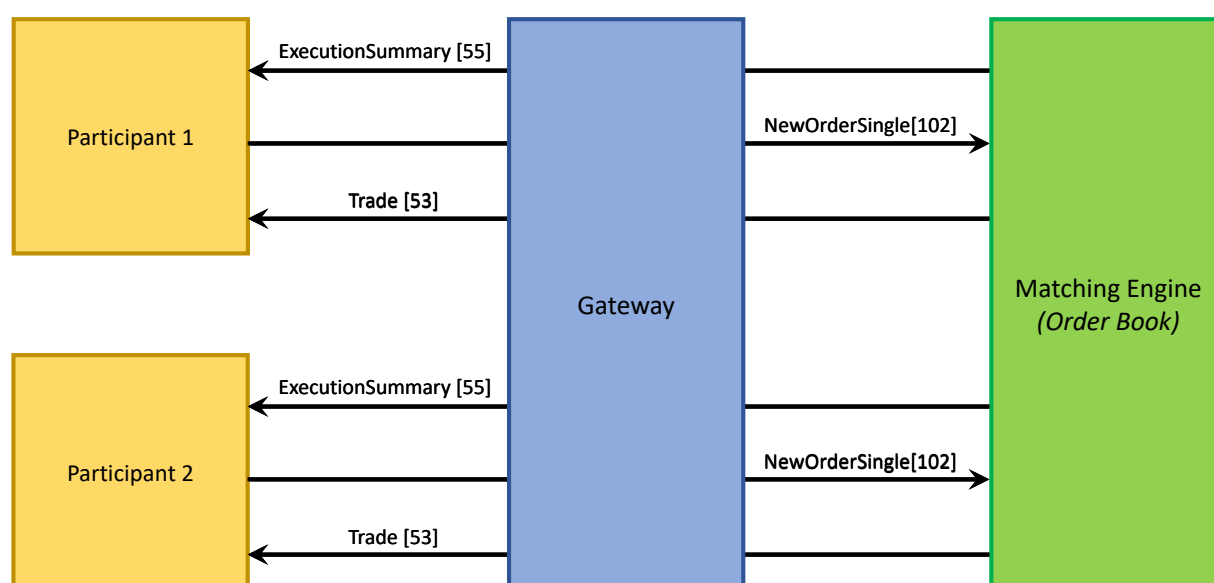 ExecutionSummary [55]
Participant 1
NewOrderSingle[102]
Trade [53]
Gateway
Matching Engine
(Order Book)
ExecutionSummary [55]
Participant 2
NewOrderSingle[102]
Trade [53]